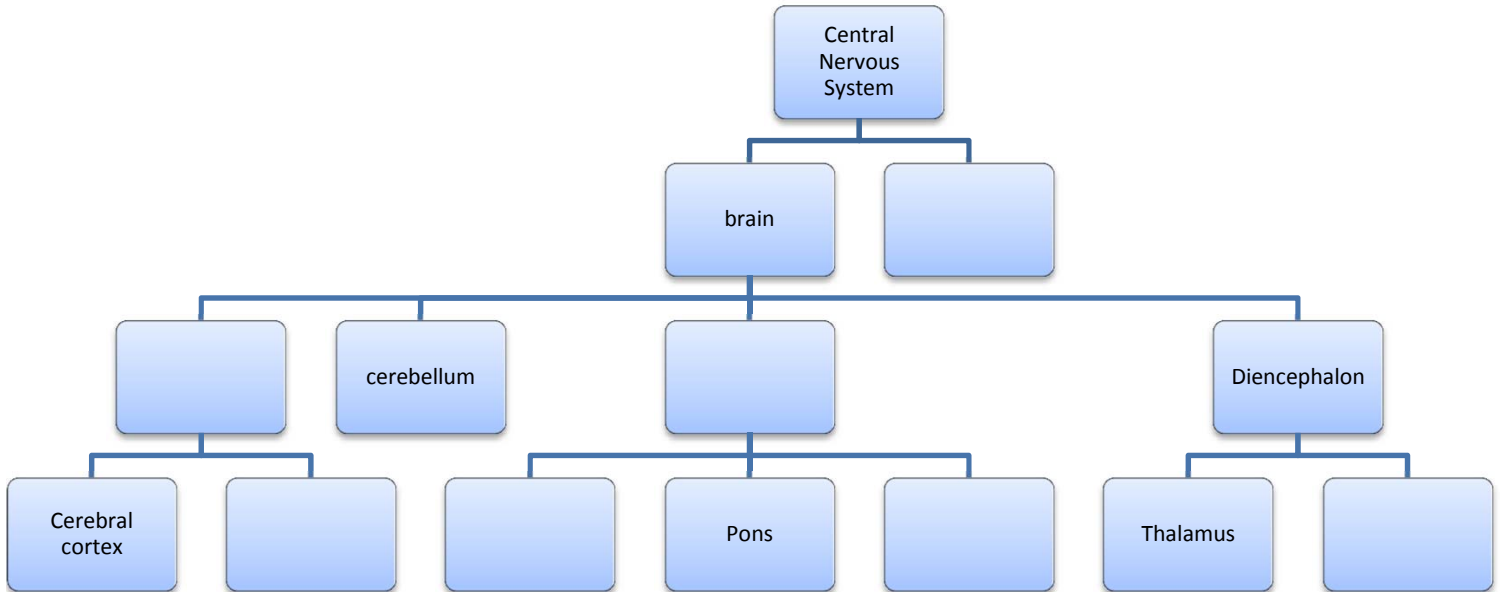 Central
Nervous
System
brain
cerebellum
Diencephalon
Cerebral
cortex
Pons
Thalamus